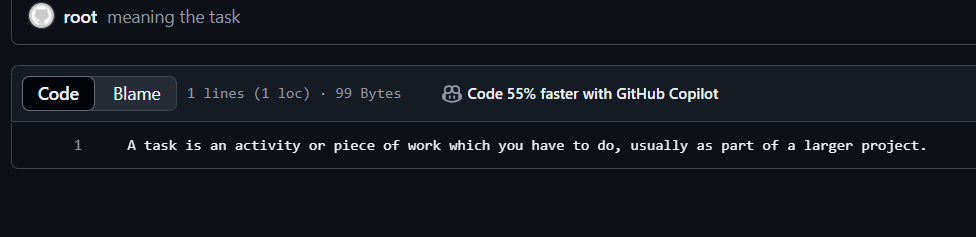 root meaning the task
Code Blame 1 lines (1 loc) · 99 Bytes Code 55% faster with GitHub Copilot
1 A task is an activity or piece of work which you have to do, usually as part of a larger project.